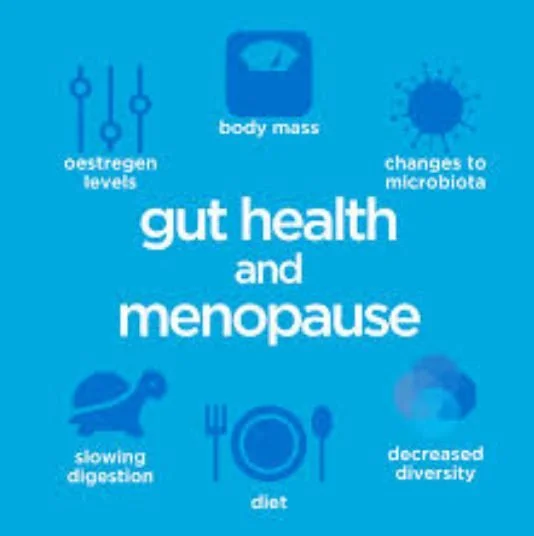 body mass
oestregen
levels
changes to
microbiota
gut health
and
menopause
slowing
digestion
diet
decreased
diversity